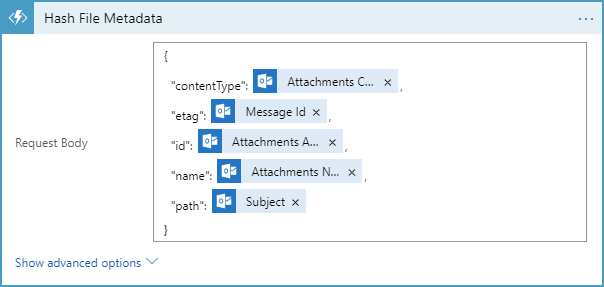 Hash File Metadata ...
{
"contentType": Attachments C... × ,
"etag": Message Id × ,
"id": Attachments A... × ,
Request Body
"name": Attachments N... × ,
"path": Subject ×
}
Show advanced options